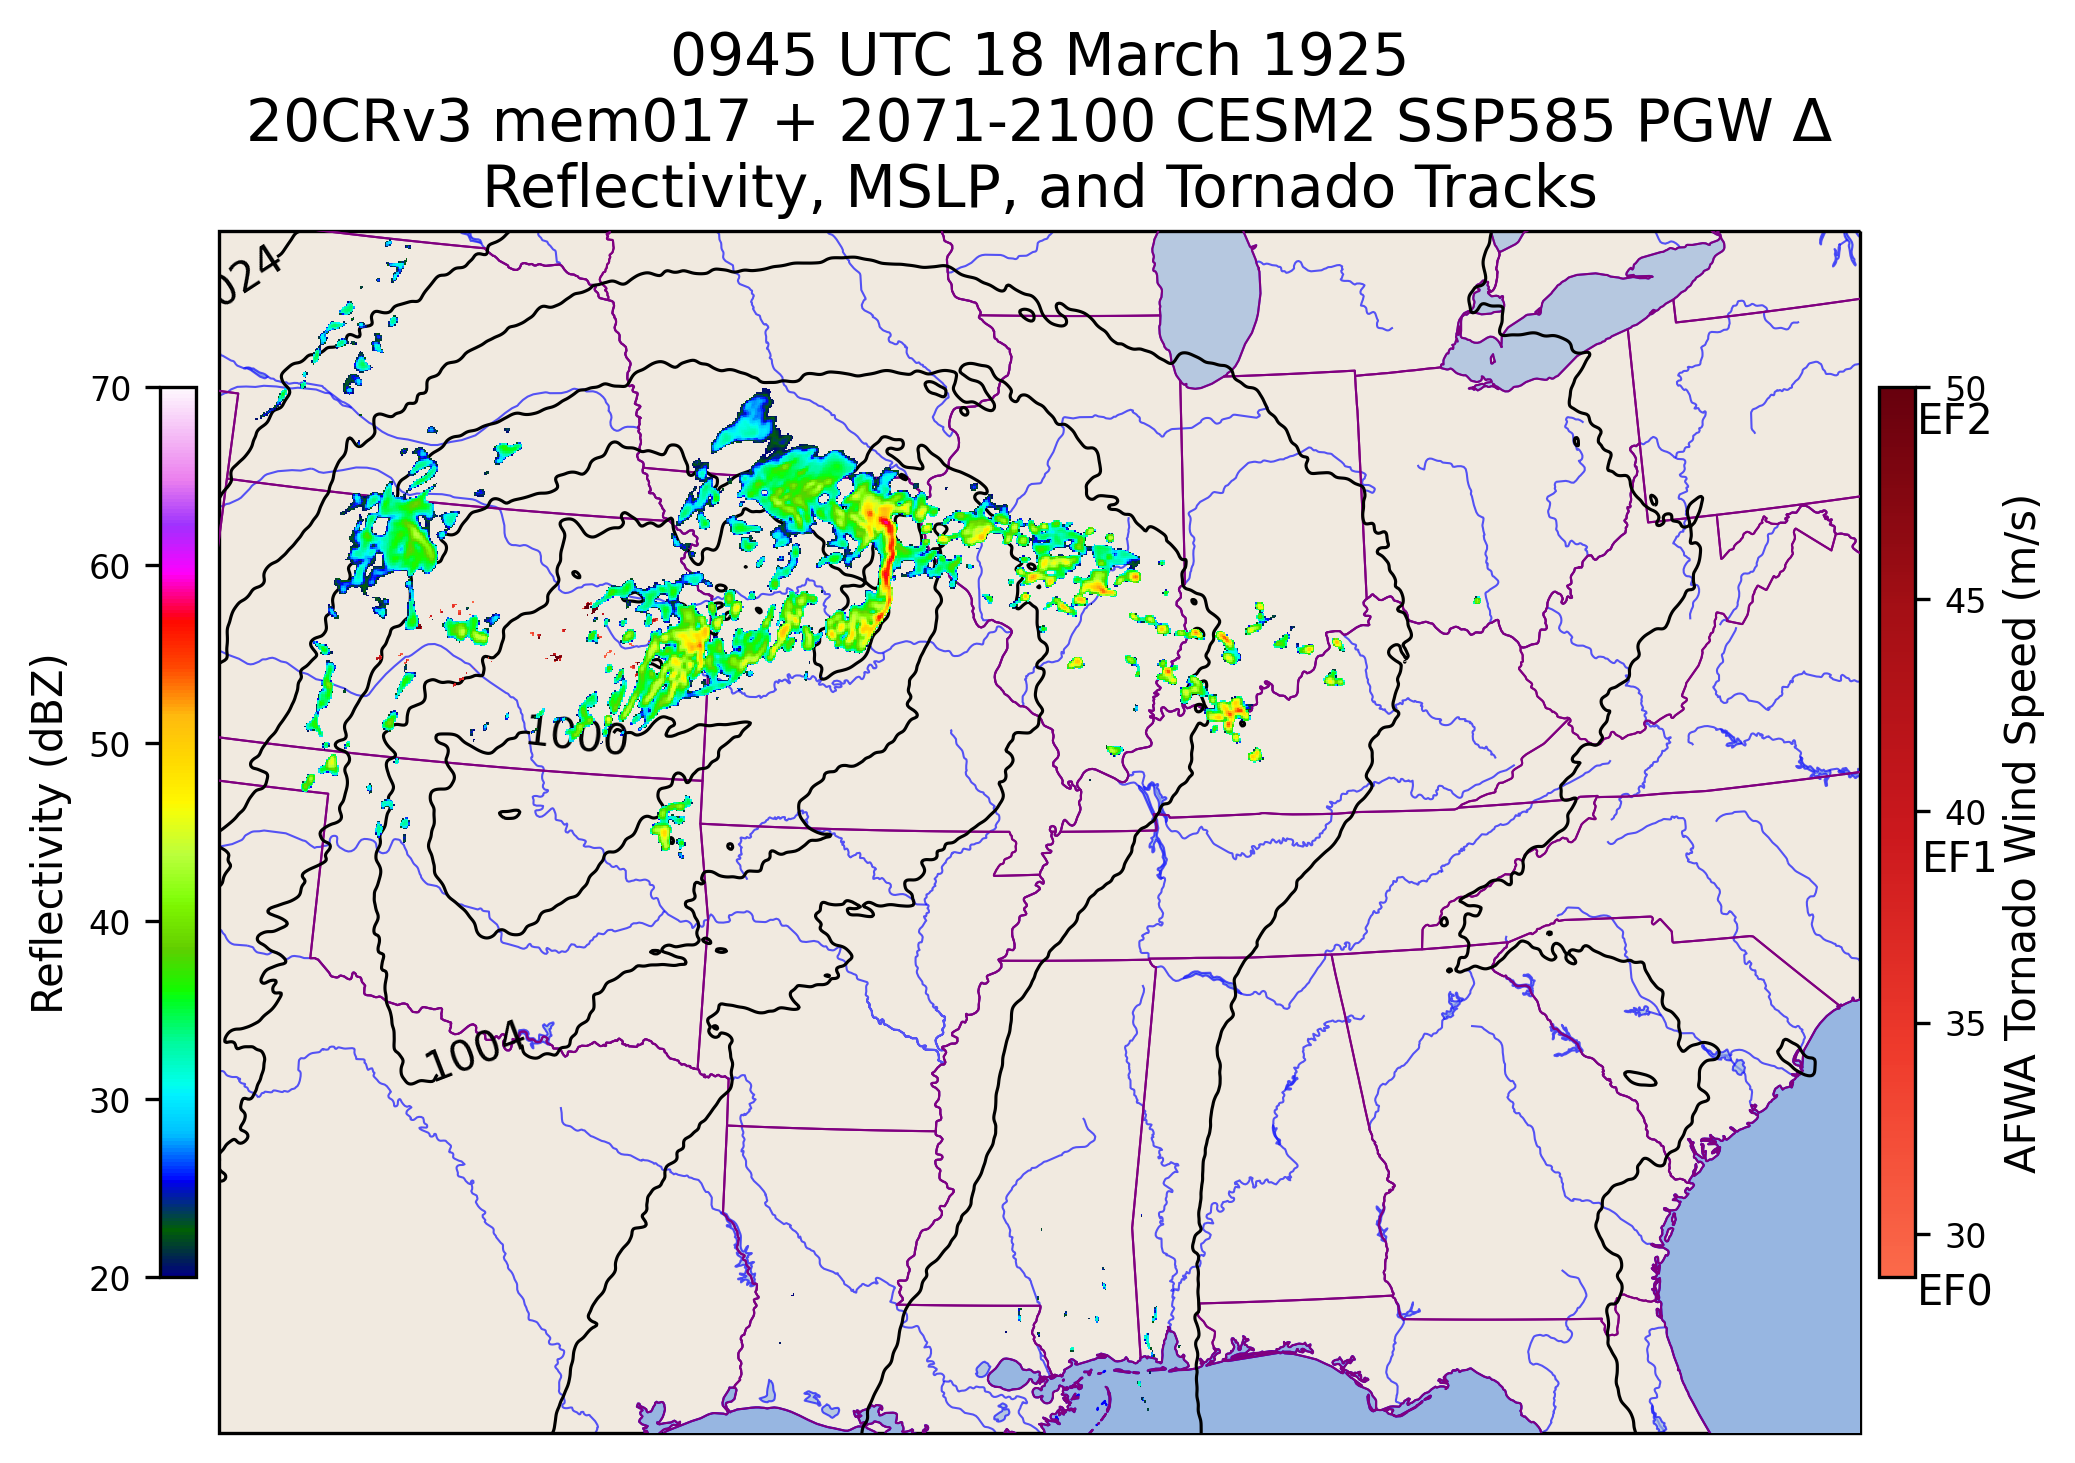 0945 UTC 18 March 1925
20CRv3 mem017 + 2071-2100 CESM2 SSP585 PGW Δ
Reflectivity, MSLP, and Tornado Tracks
024
1000
1004
70
60
50
40
30
20
Reflectivity (dBZ)
50
EF2
45
40
EF1
35
30
EF0
AFWA Tornado Wind Speed (m/s)